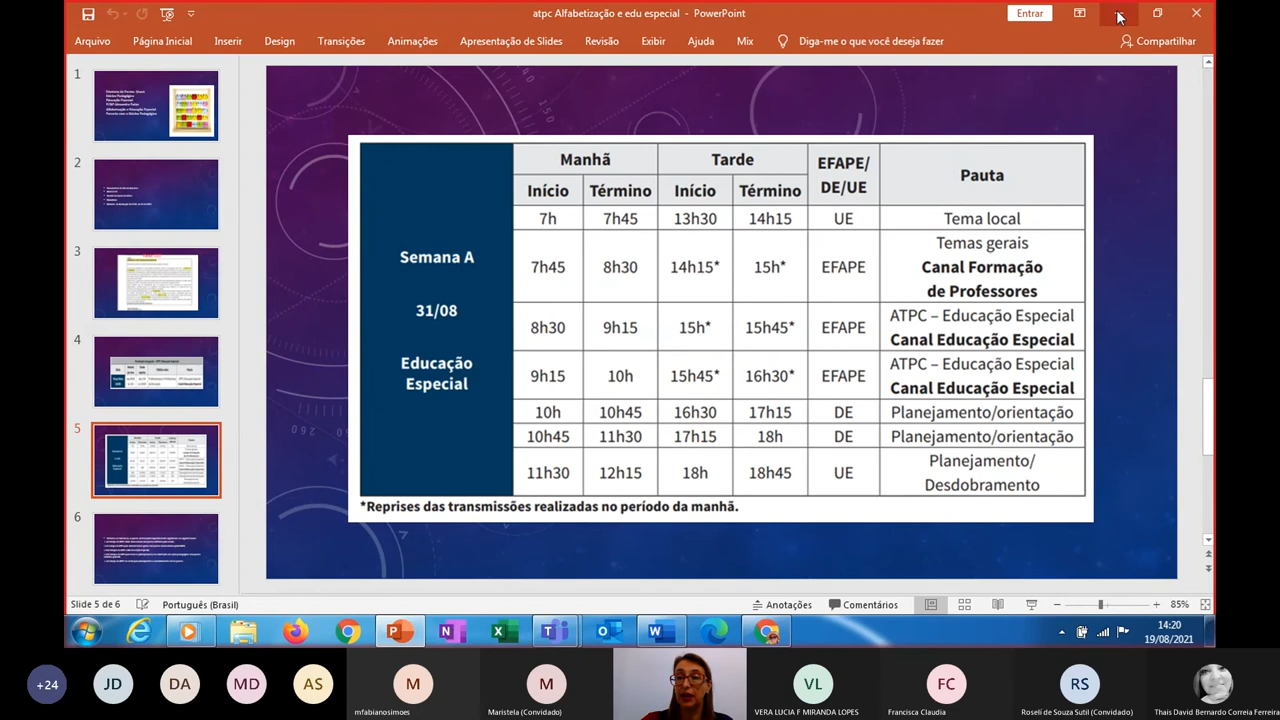 atpc Alfabetização e edu especial - PowerPoint
Entrar
Arquivo Página Inicial Inserir Design Transições Animações Apresentação de Slides Revisão Exibir Ajuda Mix Diga-me o que você deseja fazer Compartilhar
1
2
3
4
5
6
Semana A
31/08
Educação
Especial
Manhã Tarde EFAPE/ DE/UE Pauta
Início Término Início Término
7h 7h45 13h30 14h15 UE Tema local
7h45 8h30 14h15* 15h* EFAPE Temas gerais
Canal Formação
de Professores
8h30 9h15 15h* 15h45* EFAPE ATPC – Educação Especial
Canal Educação Especial
9h15 10h 15h45* 16h30* EFAPE ATPC – Educação Especial
Canal Educação Especial
10h 10h45 16h30 17h15 DE Planejamento/orientação
10h45 11h30 17h15 18h DE Planejamento/orientação
11h30 12h15 18h 18h45 UE Planejamento/
Desdobramento
*Reprises das transmissões realizadas no período da manhã.
Slide 5 de 6 Português (Brasil) Anotações Comentários 85%
14:20
19/08/2021
+24 JD DA MD AS M M VL FC RS
mfabianosimoes Maristela (Convidado) VERA LUCIA F MIRANDA LOPES Francisca Claudia Roseli de Souza Sutil (Convidado) Thais David Bernardo Correia Ferreira